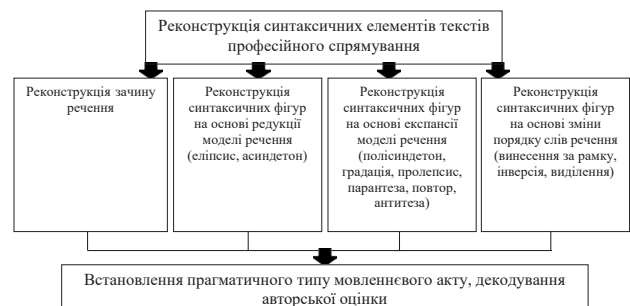 Реконструкція синтаксичних елементів текстів
професійного спрямування
Реконструкція зачину
речення
Реконструкція
синтаксичних фігур
на основі редукції
моделі речення
(еліпсис, асиндетон)
Реконструкція
синтаксичних фігур
на основі експансії
моделі речення
(полісиндетон,
градація, пролепсис,
парантеза, повтор,
антитеза)
Реконструкція
синтаксичних фігур
на основі зміни
порядку слів речення
(винесення за рамку,
інверсія, виділення)
Встановлення прагматичного типу мовленнєвого акту, декодування
авторської оцінки